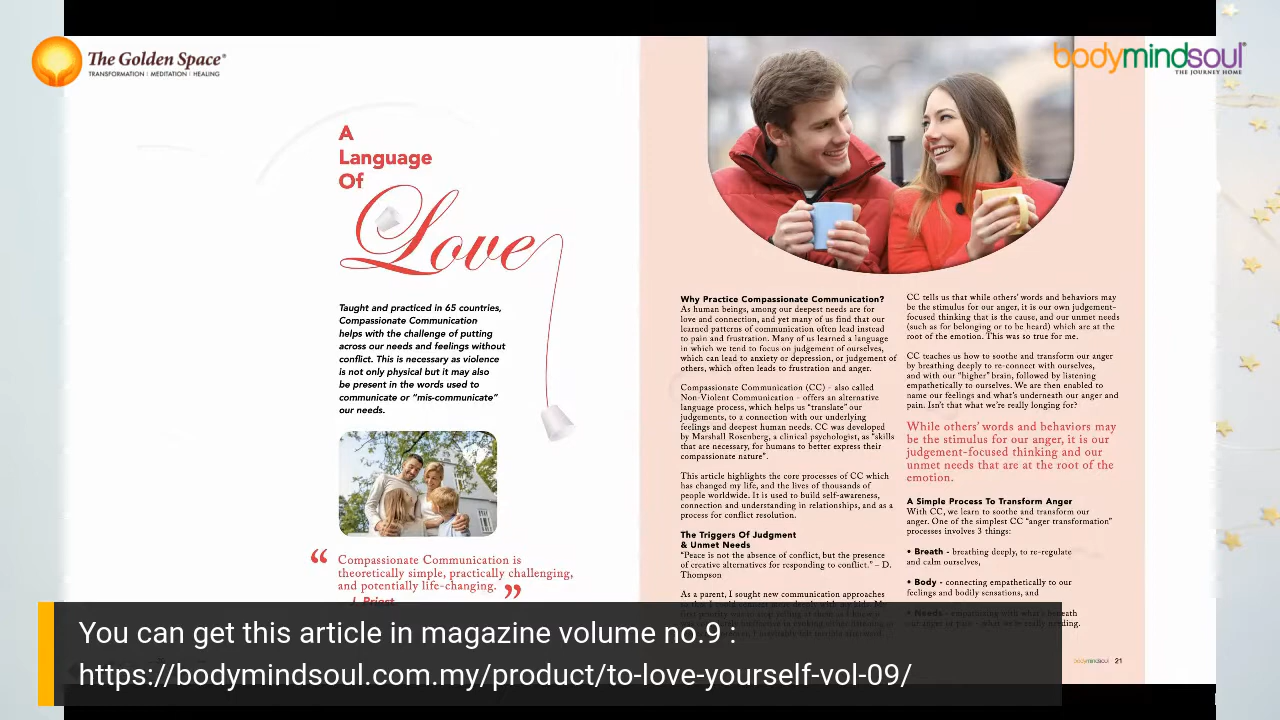 The Golden Space®
TRANSFORMATION | MEDITATION | HEALING
bodymindsoul®
THE JOURNEY HOME
A
Language
Of
Love
Taught and practiced in 65 countries,
Compassionate Communication
helps with the challenge of putting
across our needs and feelings without
conflict. This is necessary as violence
is not only physical but it may also
be present in the words used to
communicate or “mis-communicate”
our needs.
“ Compassionate Communication is
theoretically simple, practically challenging,
and potentially life-changing. ”
– J. Priest
Why Practice Compassionate Communication?
As human beings, among our deepest needs are for
love and connection, and yet many of us find that our
learned patterns of communication often lead instead
to pain and frustration. Many of us learned a language
in which we tend to focus on judgement of ourselves,
which can lead to anxiety or depression, or judgement of
others, which often leads to frustration and anger.
Compassionate Communication (CC) – also called
Non-Violent Communication – offers an alternative
language process, which helps us “translate” our
judgements, to a connection with our underlying
feelings and deepest human needs. CC was developed
by Marshall Rosenberg, a clinical psychologist, as “skills
that are necessary, for humans to better express their
compassionate nature”.
This article highlights the core processes of CC which
has changed my life, and the lives of thousands of
people worldwide. It is used to build self-awareness,
connection and understanding in relationships, and as a
process for conflict resolution.
The Triggers Of Judgment
& Unmet Needs
“Peace is not the absence of conflict, but the presence
of creative alternatives for responding to conflict.” – D.
Thompson
As a parent, I sought new communication approaches
CC tells us that while others’ words and behaviors may
be the stimulus for our anger, it is our own judgement-
focused thinking that is the cause, and our unmet needs
(such as for belonging or to be heard) which are at the
root of the emotion. This was so true for me.
CC teaches us how to soothe and transform our anger
by breathing deeply to re-connect with ourselves,
and with our “higher” brain, followed by listening
empathetically to ourselves. We are then enabled to
name our feelings and what’s underneath our anger and
pain. Isn’t that what we’re really longing for?
While others’ words and behaviors may
be the stimulus for our anger, it is our
judgement-focused thinking and our
unmet needs that are at the root of the
emotion.
A Simple Process To Transform Anger
With CC, we learn to soothe and transform our
anger. One of the simplest CC “anger transformation”
processes involves 3 things:
• Breath - breathing deeply, to re-regulate
and calm ourselves,
• Body - connecting empathetically to our
feelings and bodily sensations, and
• Needs - empathizing with what’s beneath
our anger or pain - what we’re really needing.
bodymindsoul 21
You can get this article in magazine volume no.9 :
https://bodymindsoul.com.my/product/to-love-yourself-vol-09/